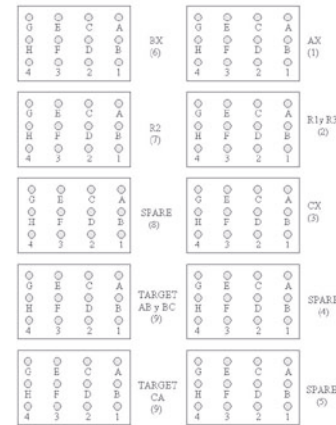 G E C A
H F D B
4 3 2 1
BX
(6)
G E C A
H F D B
4 3 2 1
AX
(1)
G E C A
H F D B
4 3 2 1
R2
(7)
G E C A
H F D B
4 3 2 1
R1y R3
(2)
G E C A
H F D B
4 3 2 1
SPARE
(8)
G E C A
H F D B
4 3 2 1
CX
(3)
G E C A
H F D B
4 3 2 1
TARGET
AB y BC
(9)
G E C A
H F D B
4 3 2 1
SPARE
(4)
G E C A
H F D B
4 3 2 1
TARGET
CA
(9)
G E C A
H F D B
4 3 2 1
SPARE
(5)